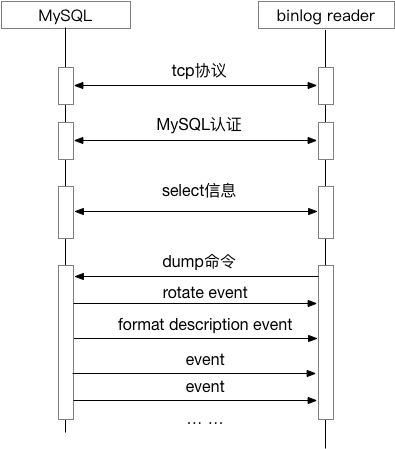 MySQL
binlog reader
tcp协议
MySQL认证
select信息
dump命令
rotate event
format description event
event
event
... ...